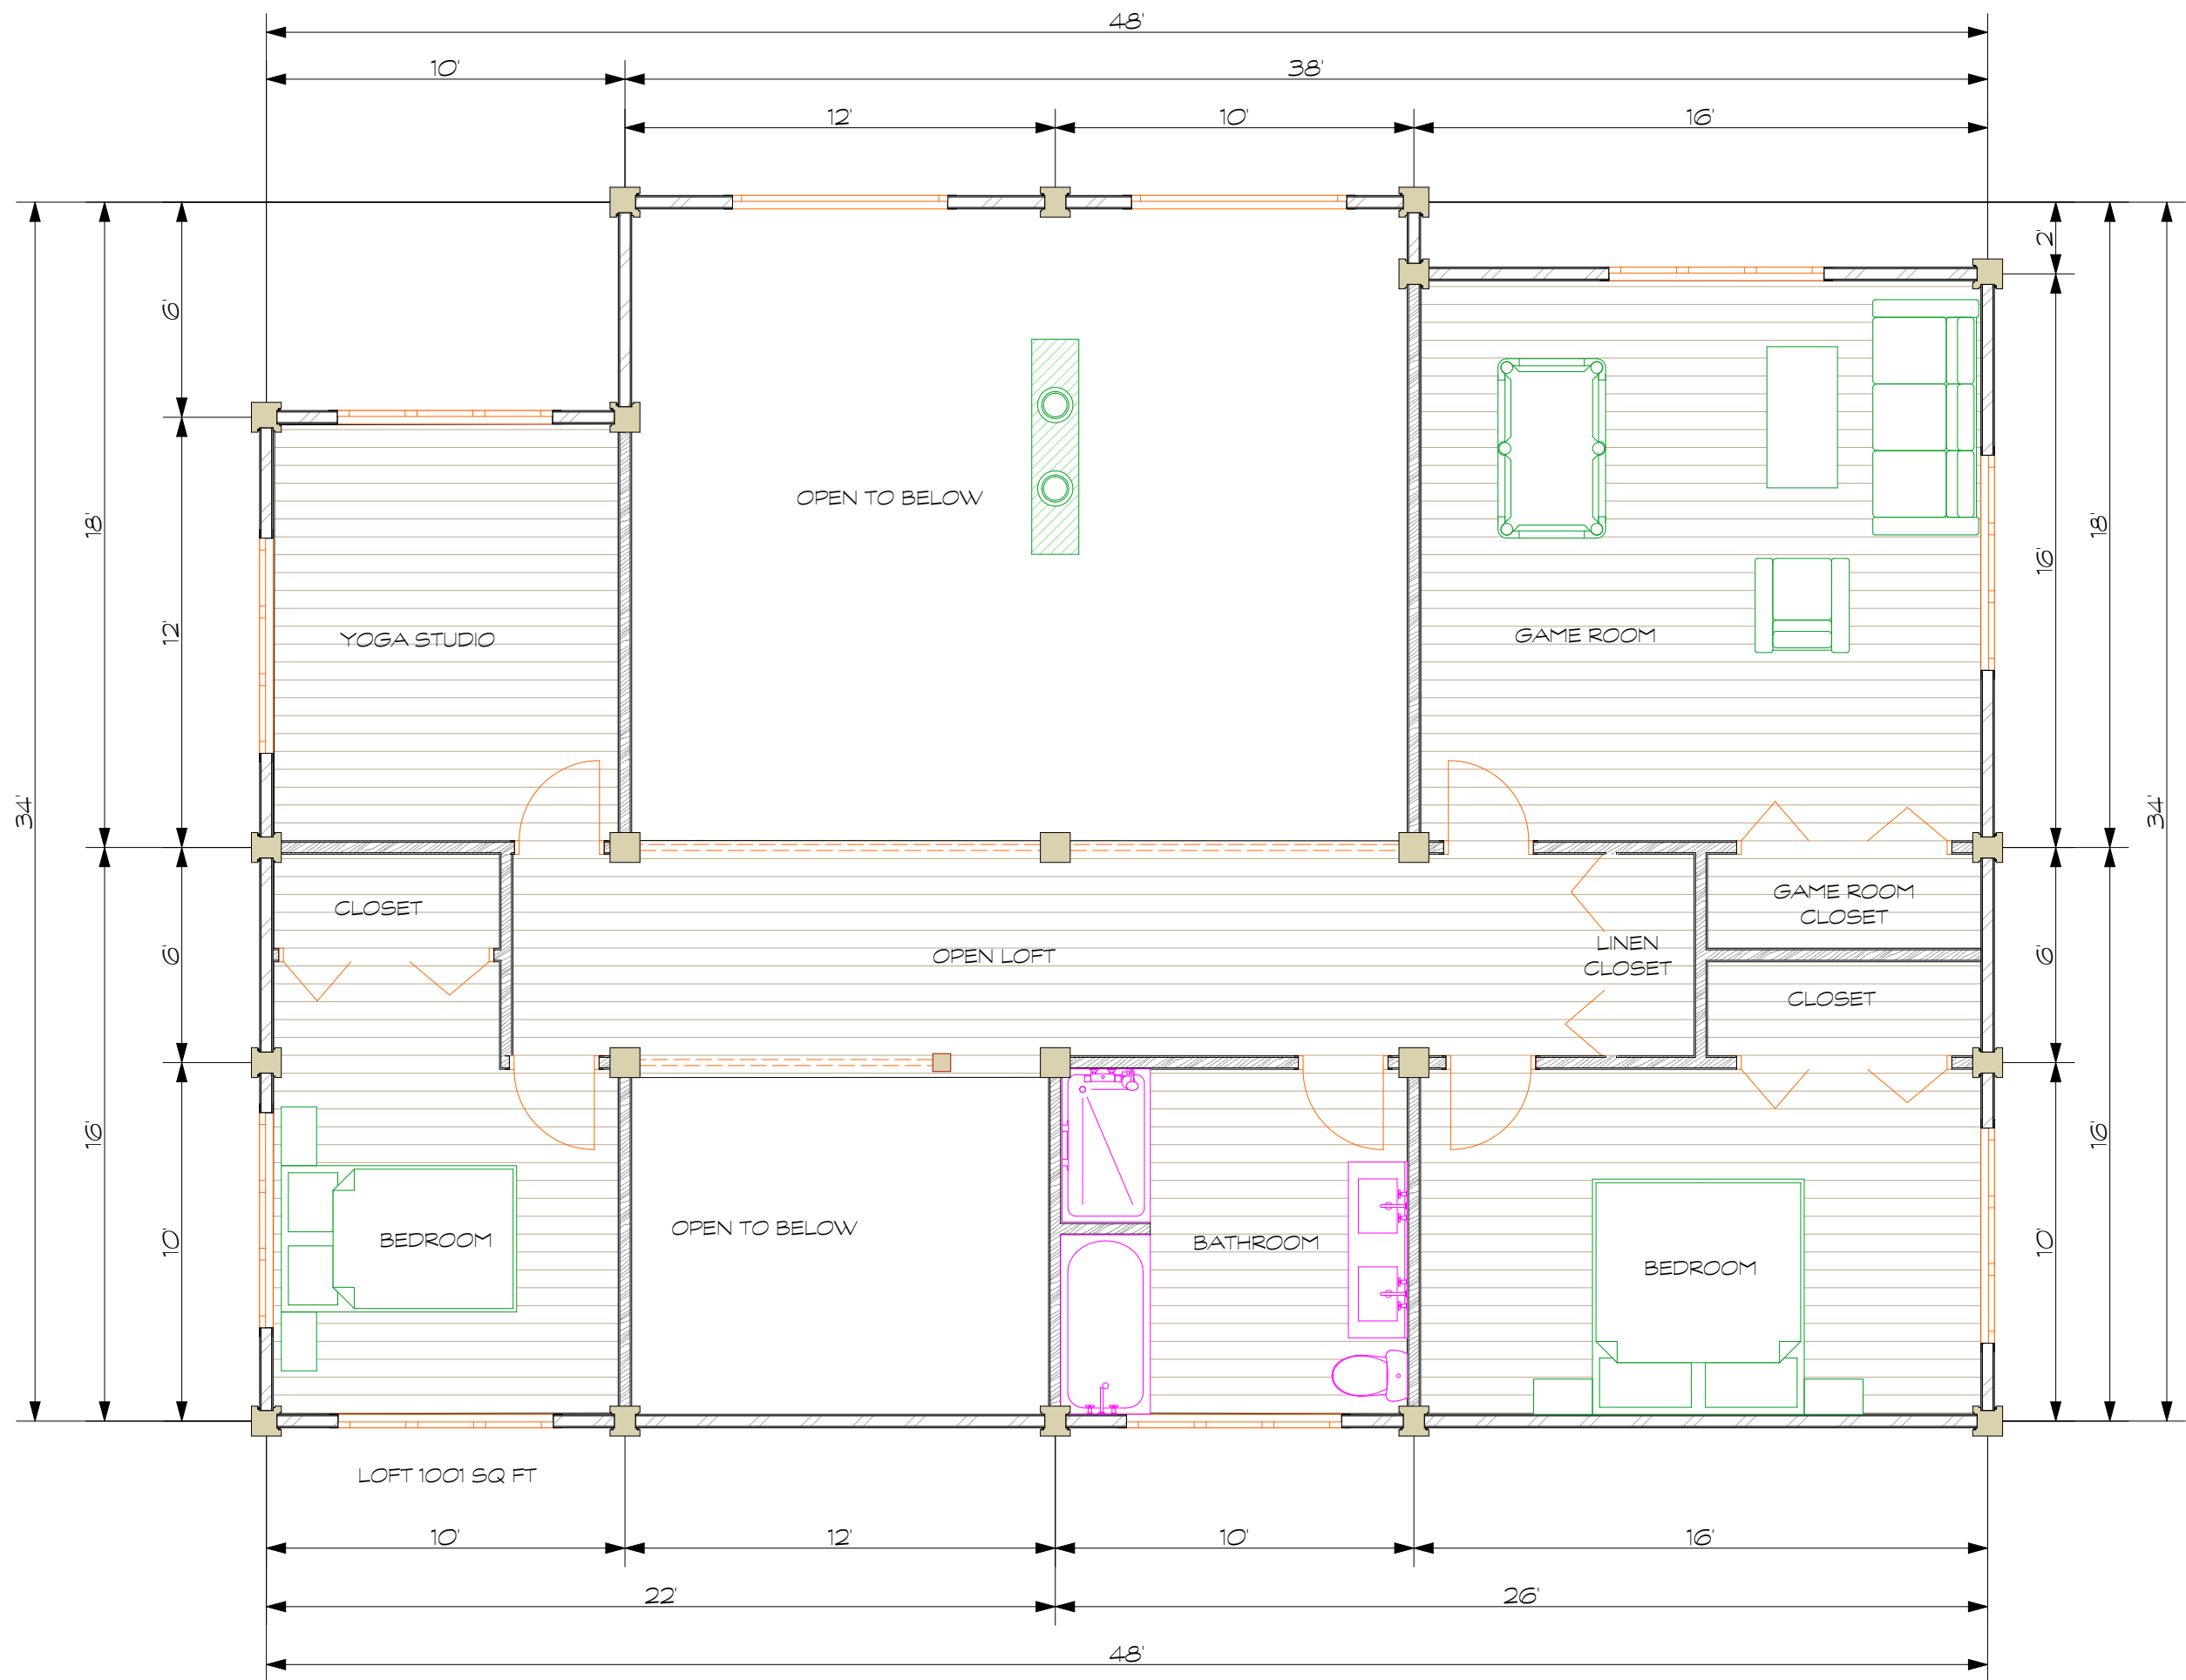 48'
10'
38'
12'
10'
16'
2'
6'
OPEN TO BELOW
18'
18'
16'
12'
YOGA STUDIO
GAME ROOM
34'
34'
GAME ROOM
CLOSET
CLOSET
LINEN
CLOSET
OPEN LOFT
6'
6'
CLOSET
16'
16'
10'
10'
BEDROOM
OPEN TO BELOW
BATHROOM
BEDROOM
LOFT 1001 SQ FT
10'
12'
10'
16'
22'
26'
48'